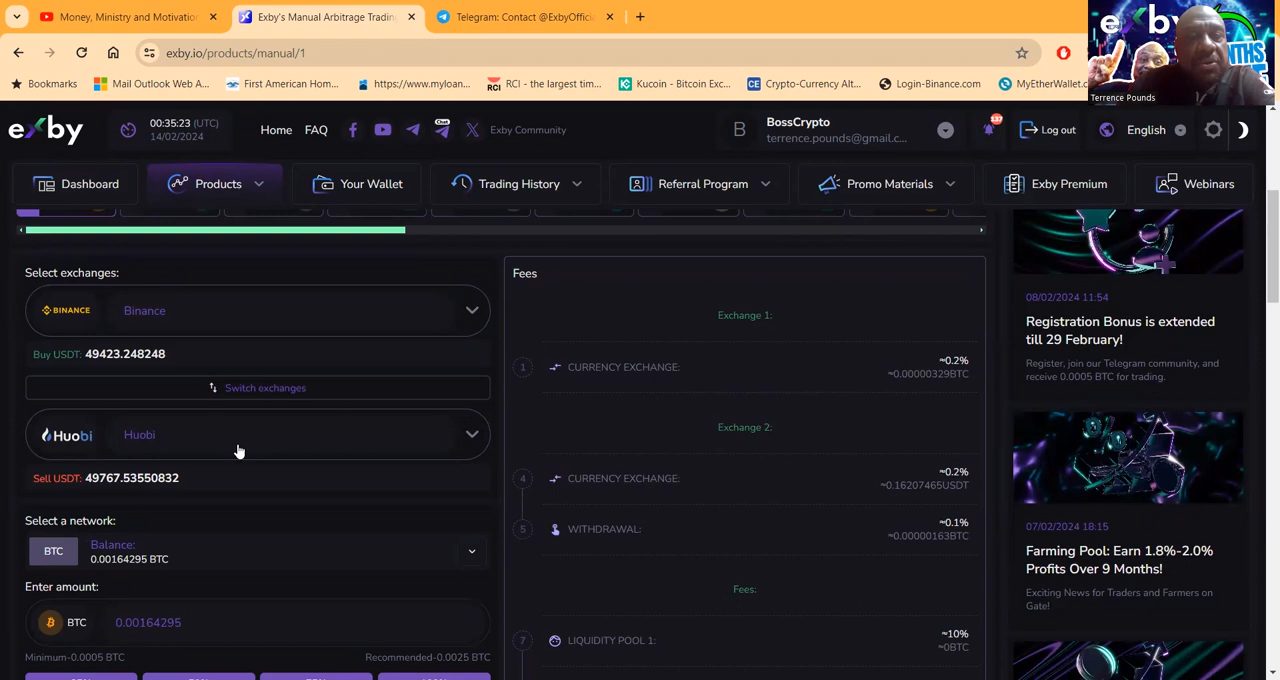 Money, Ministry and Motivation
Exby's Manual Arbitrage Trading
Telegram: Contact @ExbyOffici
exby.io/products/manual/1
Bookmarks
Mail Outlook Web A...
First American Hom...
https://www.myloan...
RCI - the largest tim...
Kucoin - Bitcoin Exc...
Crypto-Currency Alt...
Login-Binance.com
MyEtherWallet.c
Terrence Pounds
exby
00:35:23 (UTC)
14/02/2024
Home
FAQ
Chat
Exby Community
B
BossCrypto
terrence.pounds@gmail.c...
137
Log out
English
Dashboard
Products
Your Wallet
Trading History
Referral Program
Promo Materials
Exby Premium
Webinars
Select exchanges:
BINANCE
Binance
Buy USDT: 49423.248248
Switch exchanges
Huobi
Huobi
Sell USDT: 49767.53550832
Select a network:
BTC
Balance:
0.00164295 BTC
Enter amount:
BTC
0.00164295
Minimum-0.0005 BTC
Recommended-0.0025 BTC
Fees
Exchange 1:
1
CURRENCY EXCHANGE:
≈0.2%
≈0.00000329BTC
Exchange 2:
4
CURRENCY EXCHANGE:
≈0.2%
≈0.16207465USDT
5
WITHDRAWAL:
≈0.1%
≈0.00000163BTC
Fees:
7
LIQUIDITY POOL 1:
≈10%
≈0BTC
08/02/2024 11:54
Registration Bonus is extended
till 29 February!
Register, join our Telegram community, and
receive 0.0005 BTC for trading.
07/02/2024 18:15
Farming Pool: Earn 1.8%-2.0%
Profits Over 9 Months!
Exciting News for Traders and Farmers on
Gate!